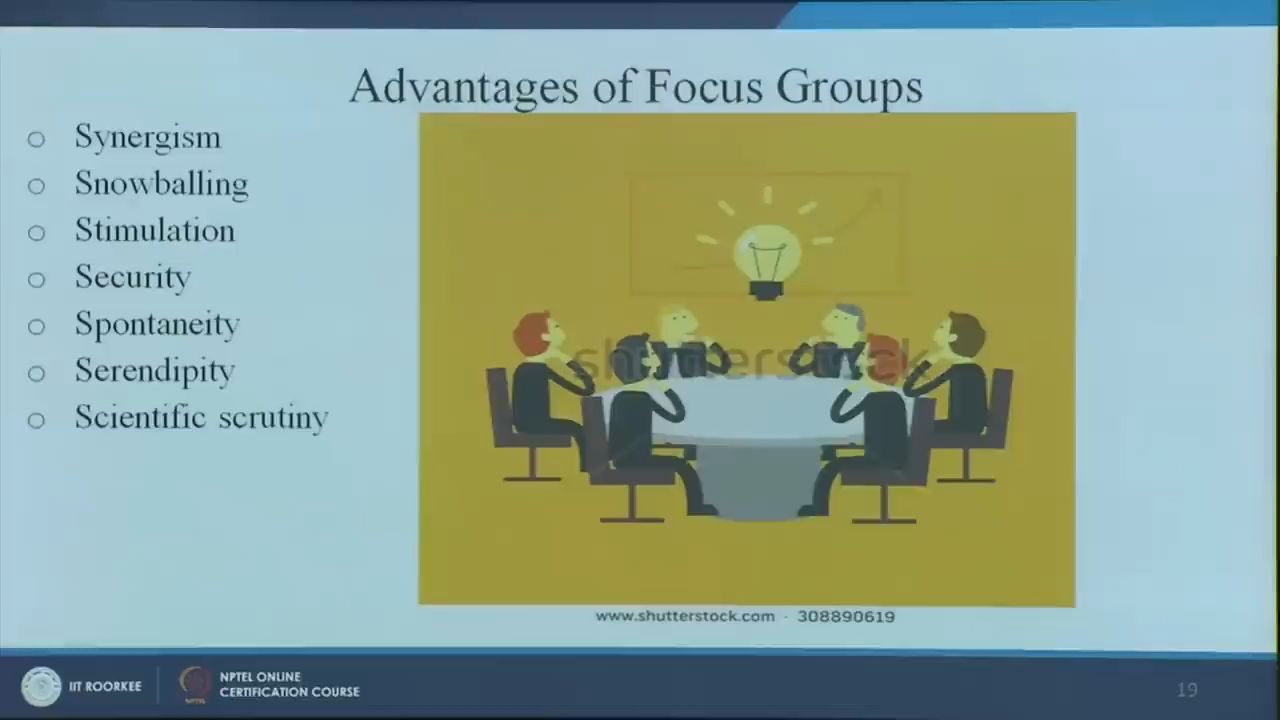 Advantages of Focus Groups
Synergism
Snowballing
Stimulation
Security
Spontaneity
Serendipity
Scientific scrutiny
shutterstock
www.shutterstock.com · 308890619
IIT ROORKEE
NPTEL ONLINE
CERTIFICATION COURSE
19